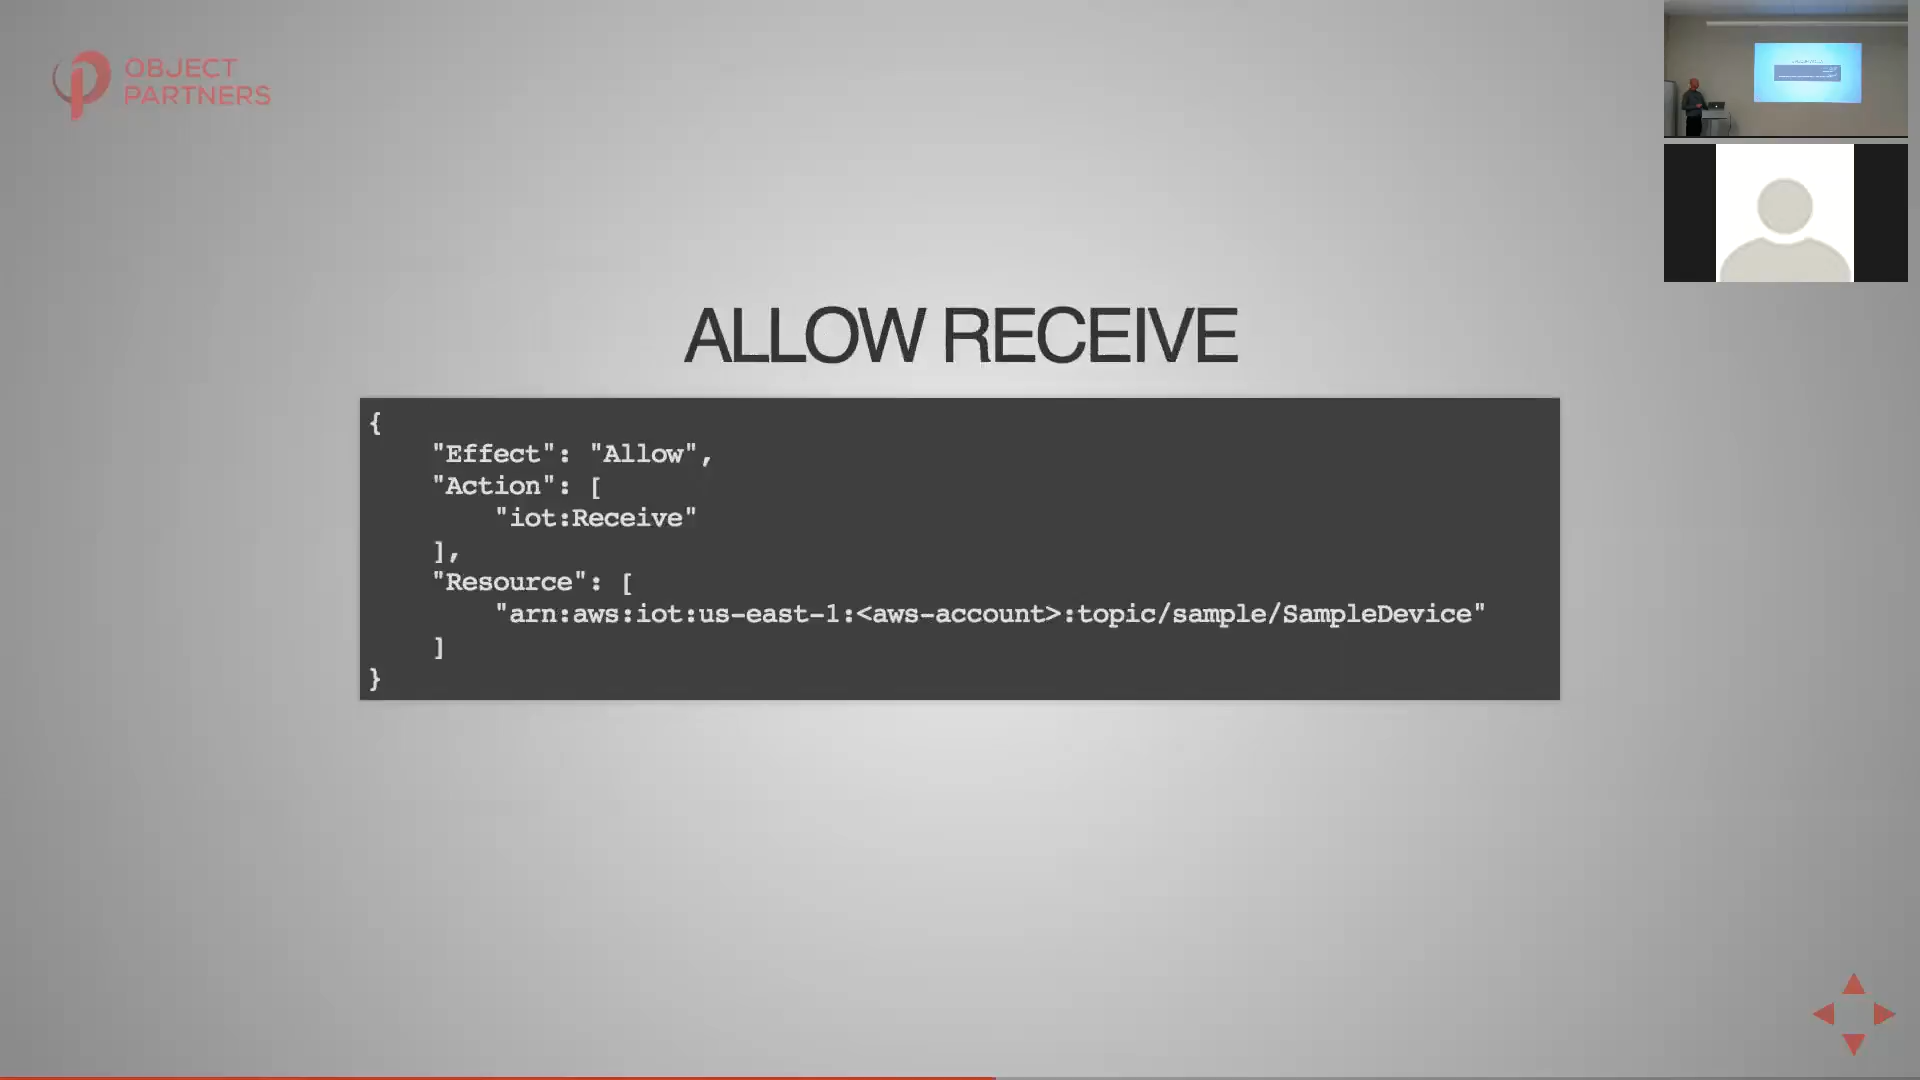 OBJECT
PARTNERS
ALLOW RECEIVE
{
"Effect": "Allow",
"Action": [
"iot:Receive"
],
"Resource": [
"arn:aws:iot:us-east-1:<aws-account>:topic/sample/SampleDevice"
]
}